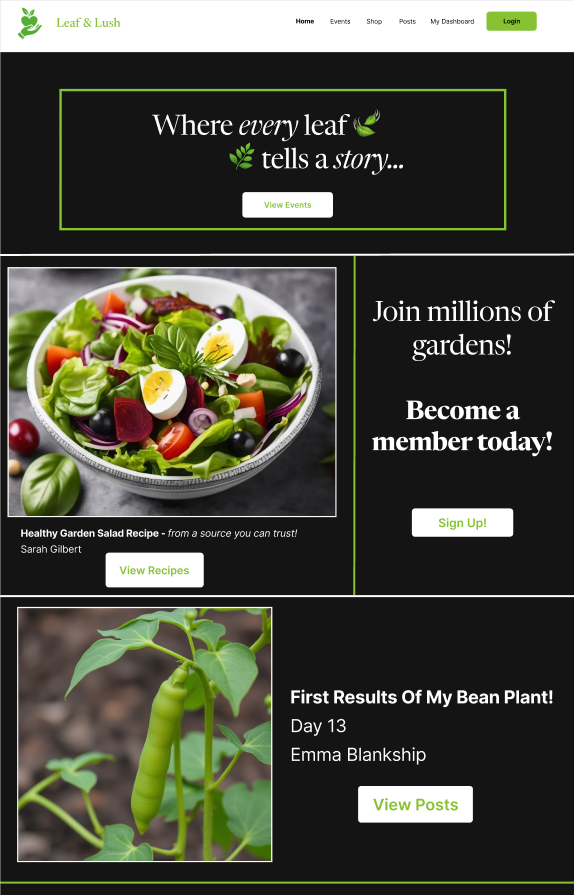 Leaf & Lush
Home Events Shop Posts My Dashboard Login
Where every leaf
tells a story...
View Events
Join millions of
gardens!
Become a
member today!
Sign Up!
Healthy Garden Salad Recipe - from a source you can trust!
Sarah Gilbert
View Recipes
First Results Of My Bean Plant!
Day 13
Emma Blankship
View Posts